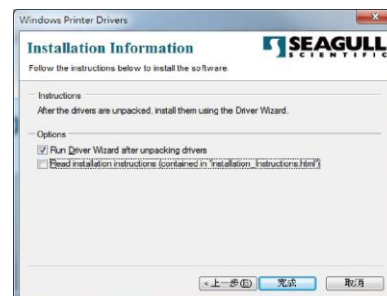 Windows Printer Drivers
Installation Information
SEAGULL
SCIENTIFIC
Follow the instructions below to install the software.
Instructions
After the drivers are unpacked, install them using the Driver Wizard.
Options
Run Driver Wizard after unpacking drivers
Read installation instructions (contained in "Installation_Instructions.html")
<上一步(B) 完成 取消